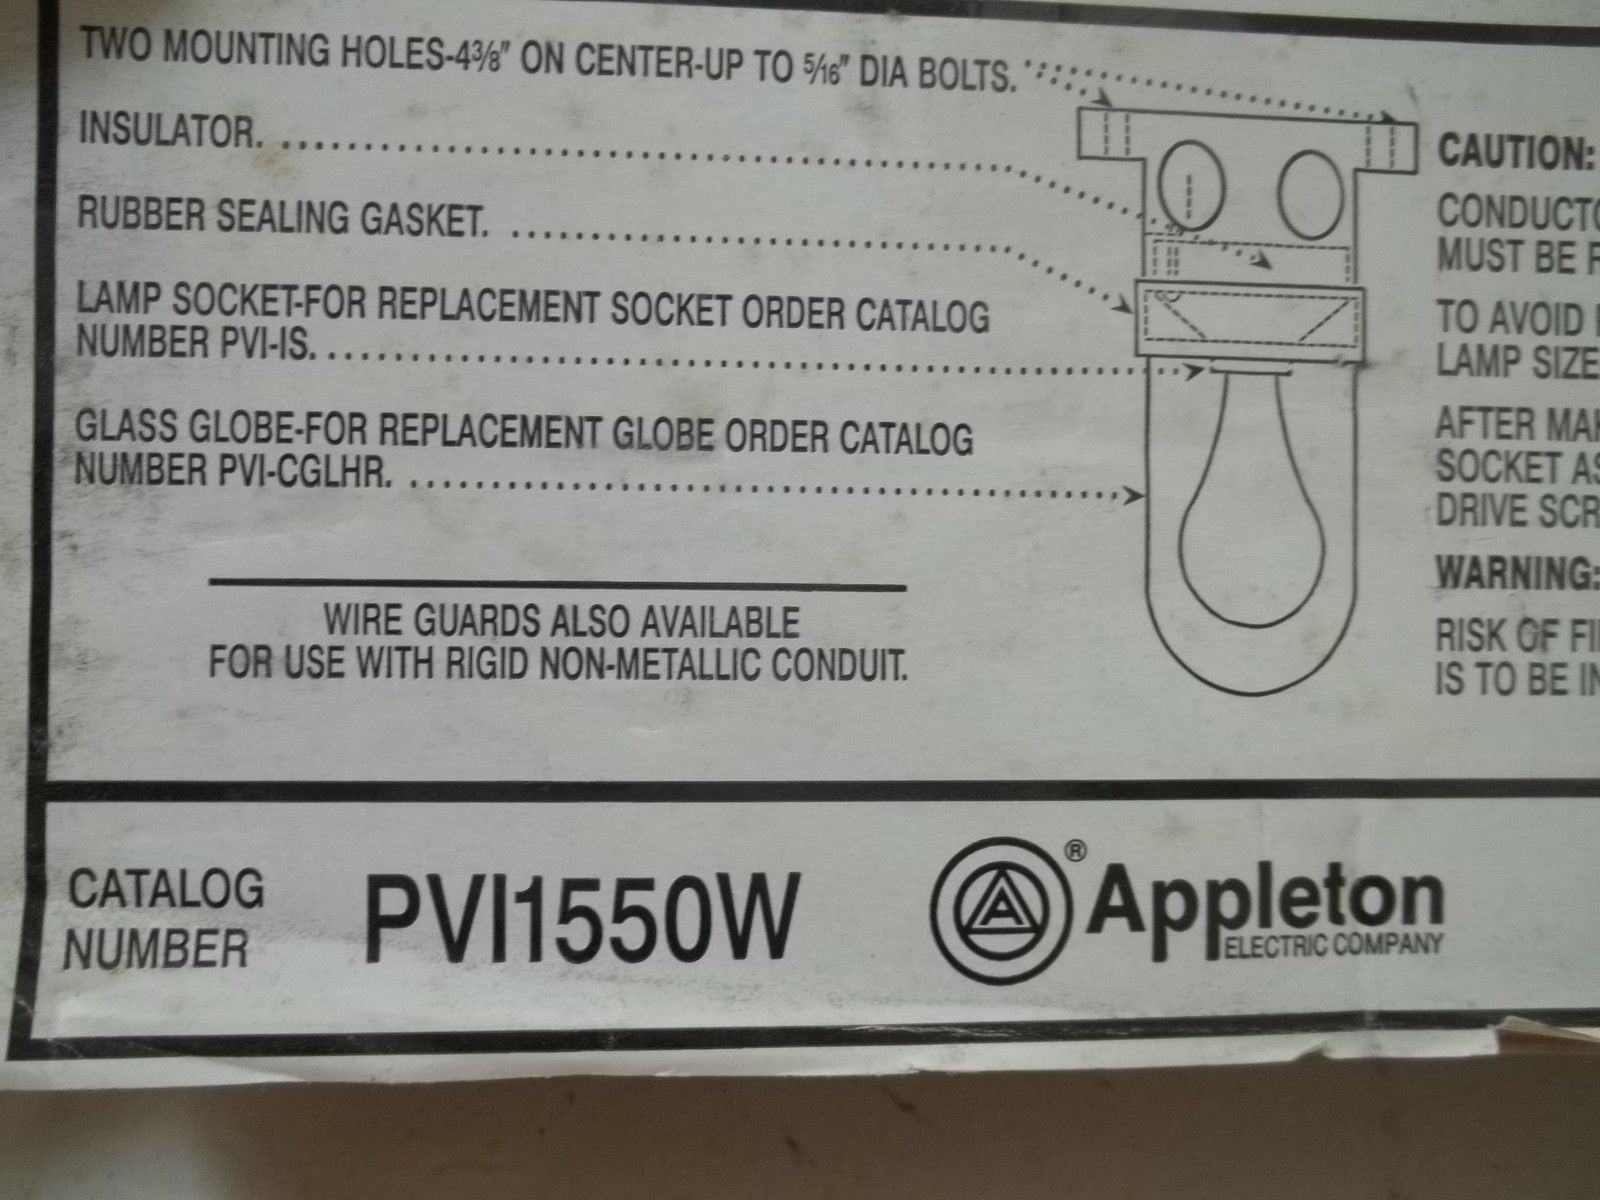 TWO MOUNTING HOLES-4⅜" ON CENTER-UP TO 5/16" DIA BOLTS.
INSULATOR.
RUBBER SEALING GASKET.
LAMP SOCKET-FOR REPLACEMENT SOCKET ORDER CATALOG
NUMBER PVI-IS.
GLASS GLOBE-FOR REPLACEMENT GLOBE ORDER CATALOG
NUMBER PVI-CGLHR.
WIRE GUARDS ALSO AVAILABLE
FOR USE WITH RIGID NON-METALLIC CONDUIT.
CAUTION:
MUST BE
TO AVOID
LAMP SIZE
AFTER
SOCKET
DRIVE
WARNING:
RISK OF
IS TO BE
CATALOG
NUMBER
PVI1550W
A
®
Appleton
ELECTRIC COMPANY